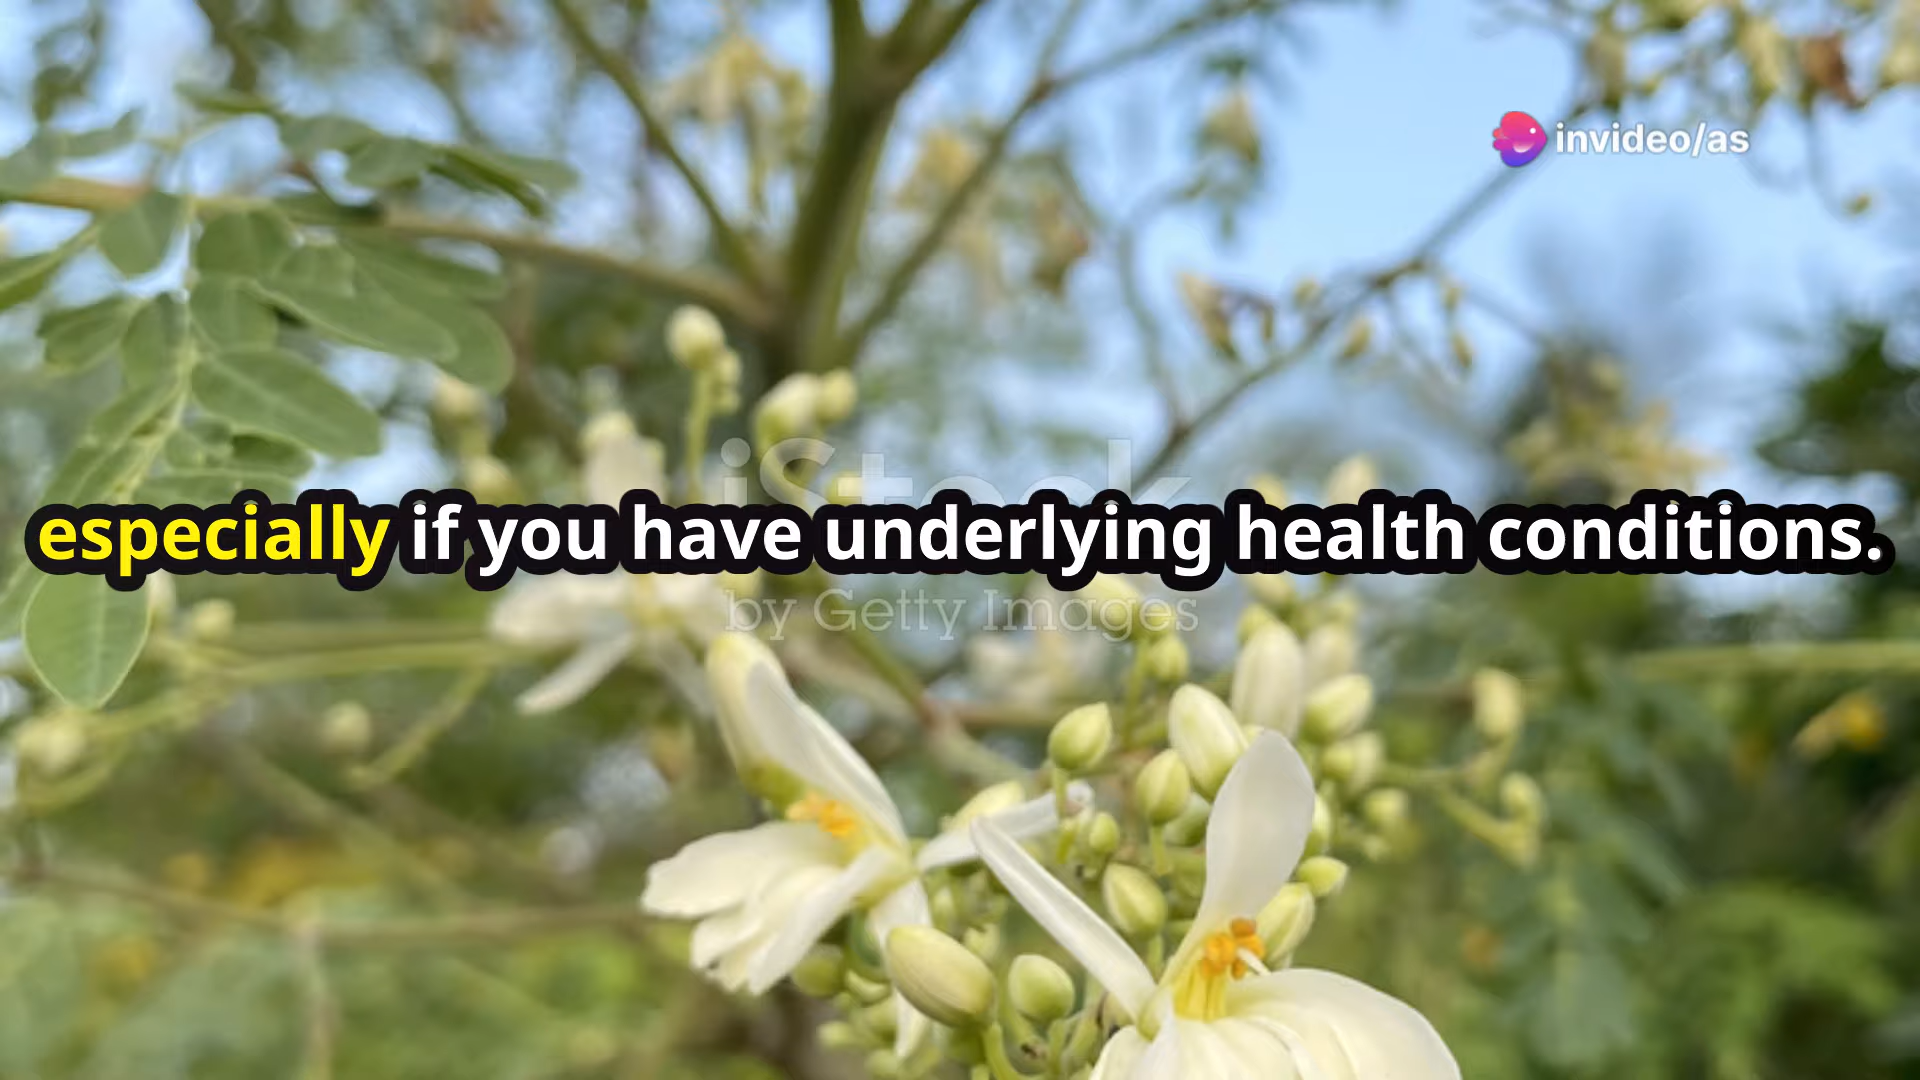 invideo/as
iStock
especially if you have underlying health conditions.
by Getty Images